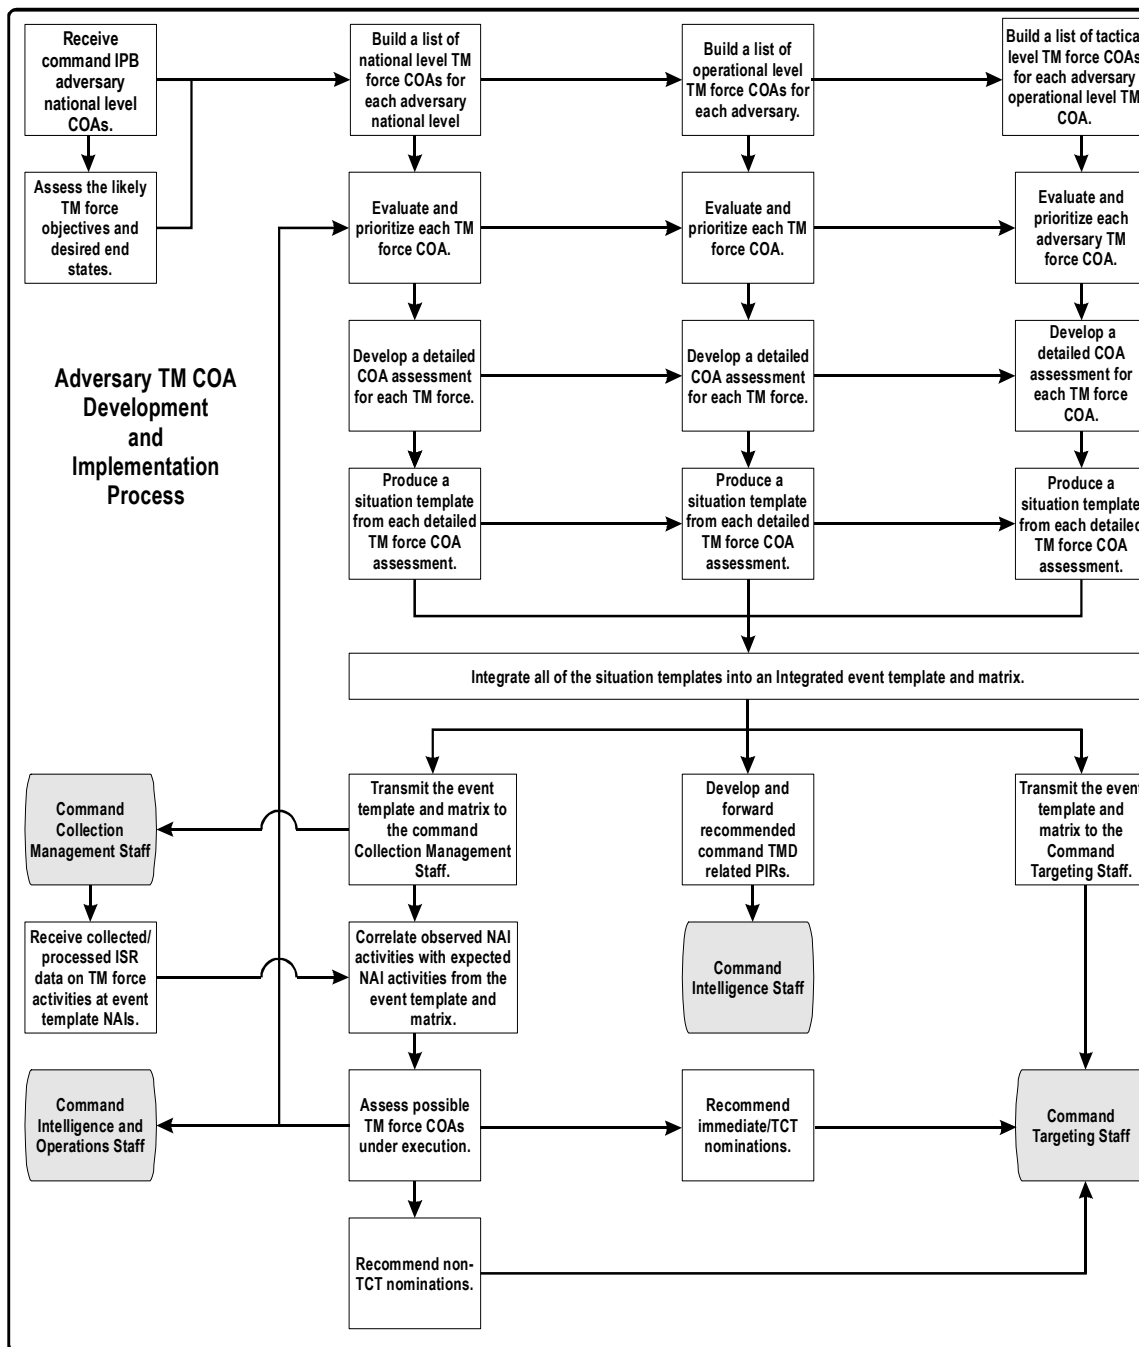 Receive
command IPB
adversary
national level
COAs.
Build a list of
national level TM
force COAs for
each adversary
national level
Build a list of
operational level
TM force COAs for
each adversary.
Build a list of tactica
level TM force COAs
for each adversary
operational level TM
COA.
Assess the likely
TM force
objectives and
desired end
states.
Evaluate and
prioritize each TM
force COA.
Evaluate and
prioritize each TM
force COA.
Evaluate and
prioritize each
adversary TM
force COA.
Adversary TM COA
Development
and
Implementation
Process
Develop a detailed
COA assessment
for each TM force.
Develop a detailed
COA assessment
for each TM force.
Develop a
detailed COA
assessment for
each TM force
COA.
Produce a
situation template
from each detailed
TM force COA
assessment.
Produce a
situation template
from each detailed
TM force COA
assessment.
Produce a
situation template
from each detailed
TM force COA
assessment.
Integrate all of the situation templates into an Integrated event template and matrix.
Command
Collection
Management Staff
Transmit the event
template and matrix to
the command
Collection Management
Staff.
Develop and
forward
recommended
command TMD
related PIRs.
Transmit the event
template and
matrix to the
Command
Targeting Staff.
Receive collected/
processed ISR
data on TM force
activities at event
template NAIs.
Correlate observed NAI
activities with expected
NAI activities from the
event template and
matrix.
Command
Intelligence Staff
Command
Intelligence and
Operations Staff
Assess possible
TM force COAs
under execution.
Recommend
immediate/TCT
nominations.
Command
Targeting Staff
Recommend non-
TCT nominations.